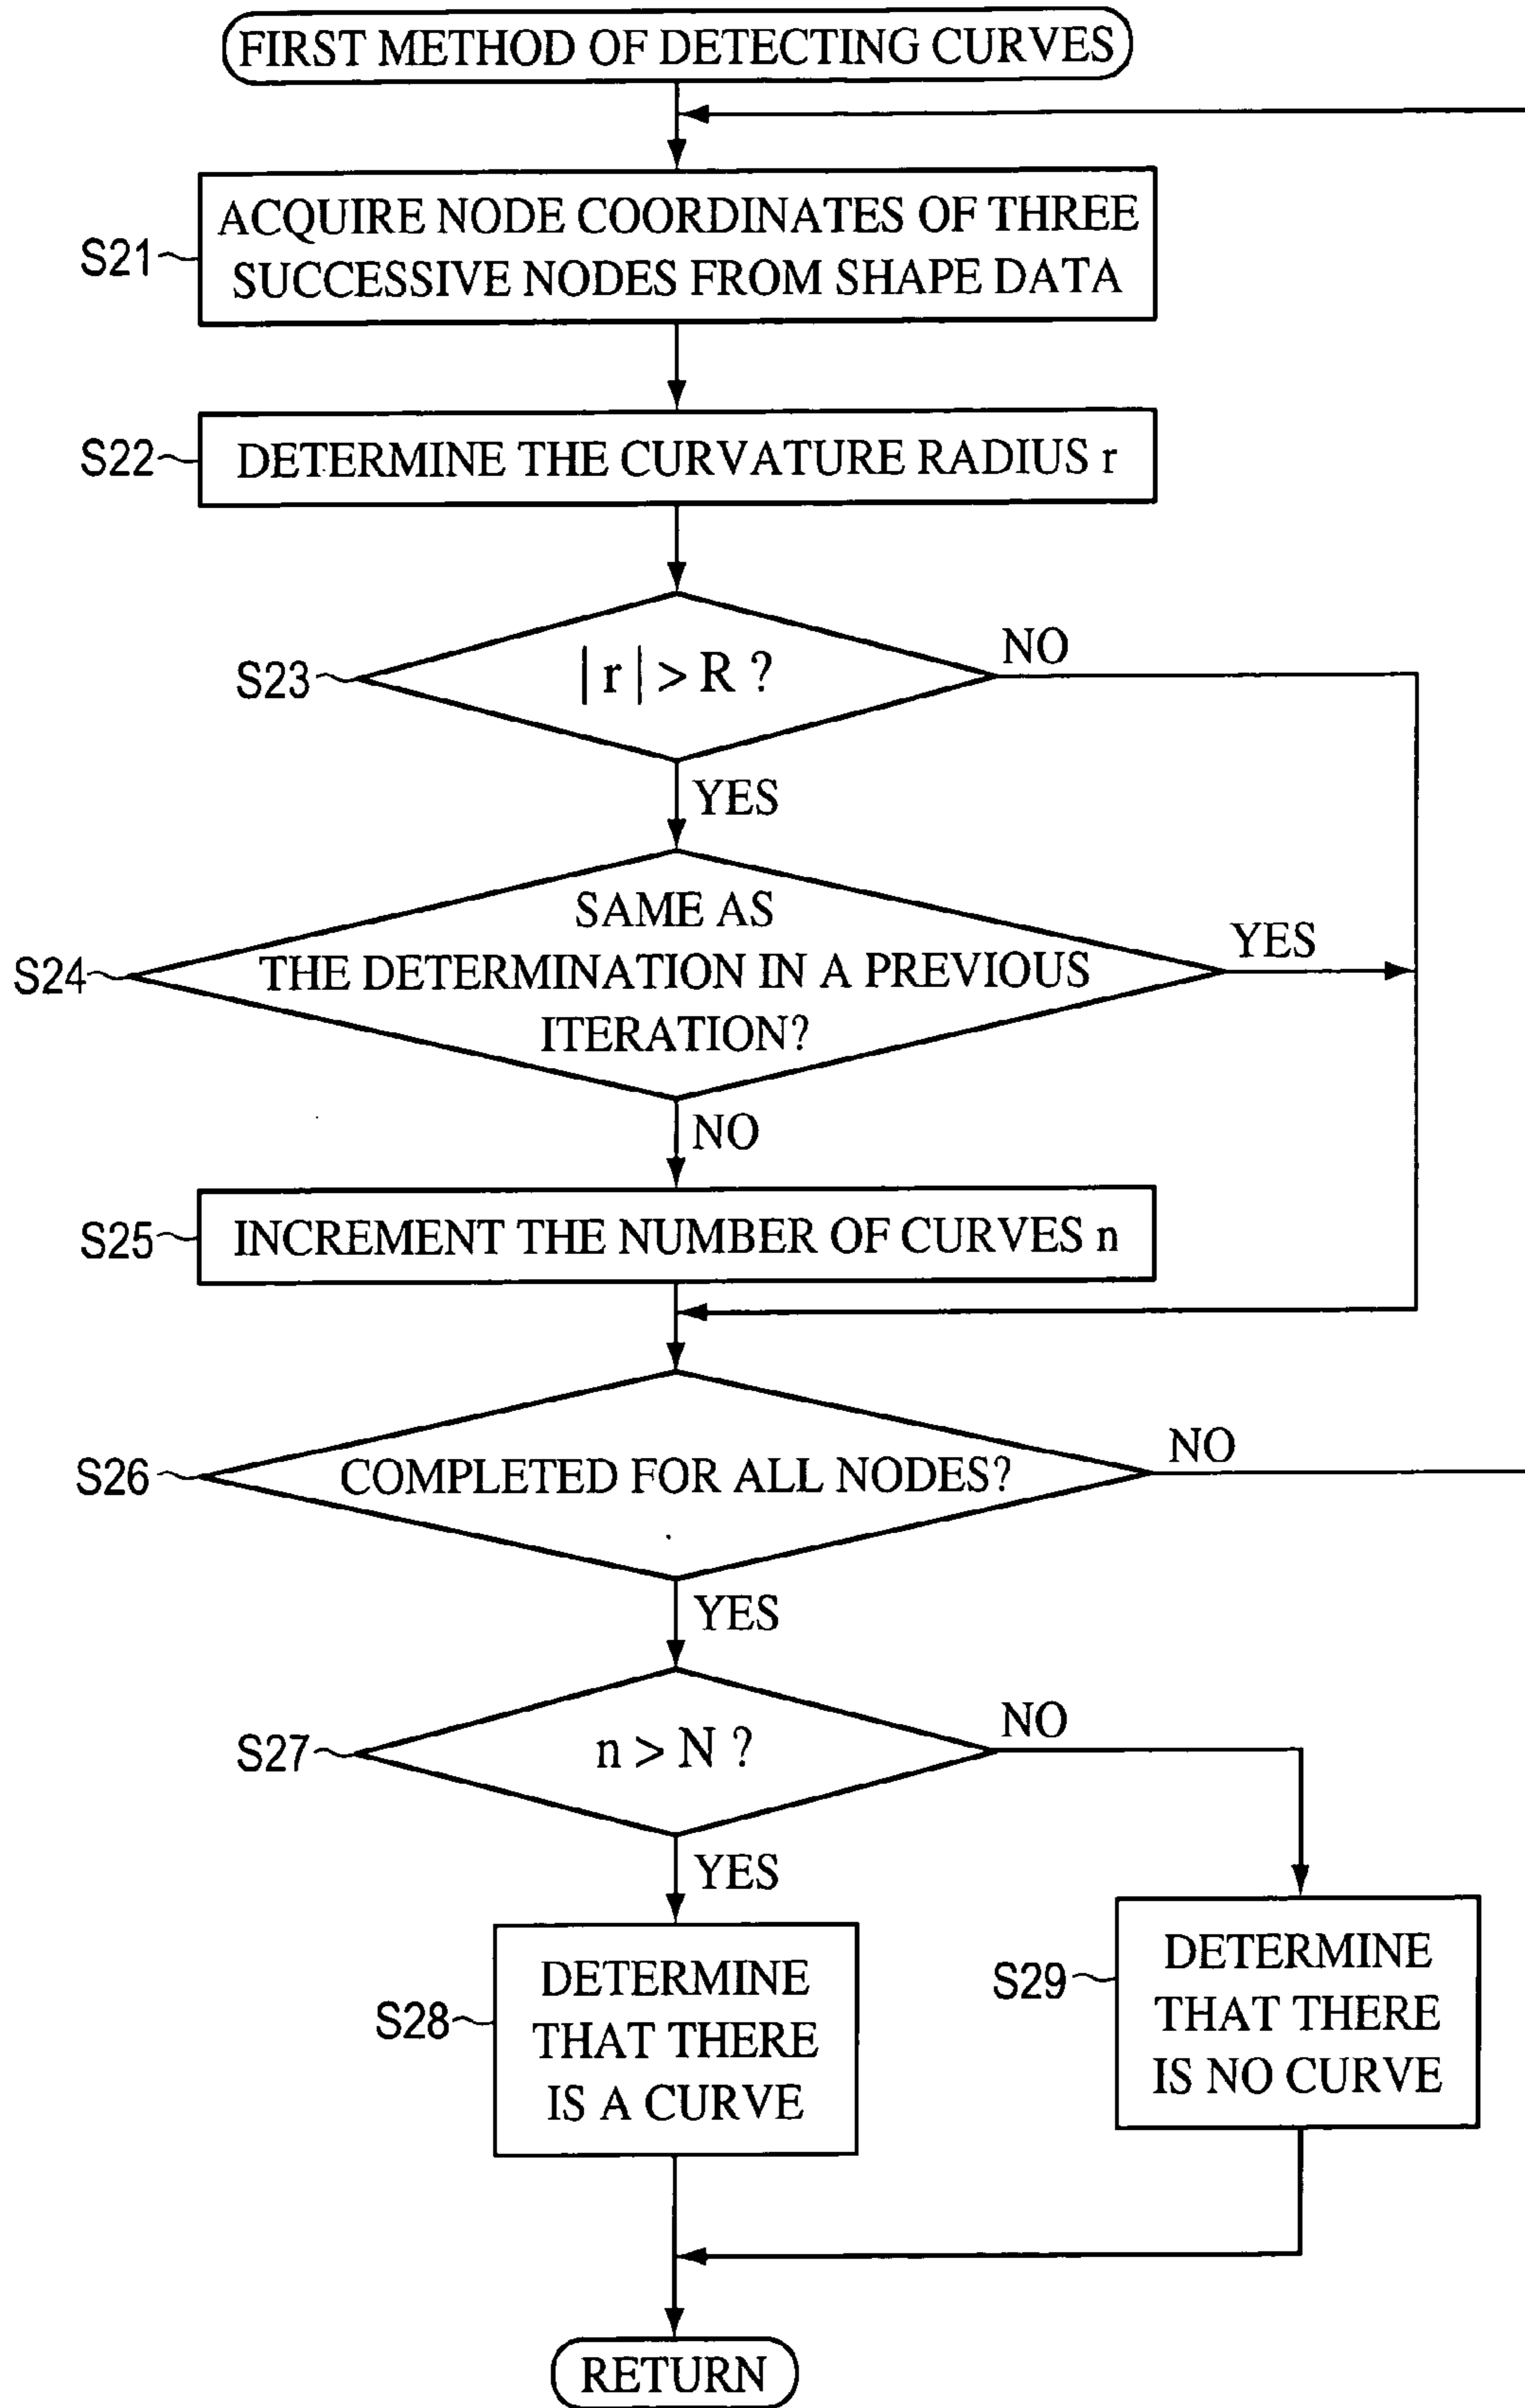 FIRST METHOD OF DETECTING CURVES
S21
ACQUIRE NODE COORDINATES OF THREE
SUCCESSIVE NODES FROM SHAPE DATA
S22
DETERMINE THE CURVATURE RADIUS r
S23
| r | > R ?
NO
YES
S24
SAME AS
THE DETERMINATION IN A PREVIOUS
ITERATION?
YES
NO
S25
INCREMENT THE NUMBER OF CURVES n
S26
COMPLETED FOR ALL NODES?
NO
YES
S27
n > N ?
NO
YES
S28
DETERMINE
THAT THERE
IS A CURVE
S29
DETERMINE
THAT THERE
IS NO CURVE
RETURN